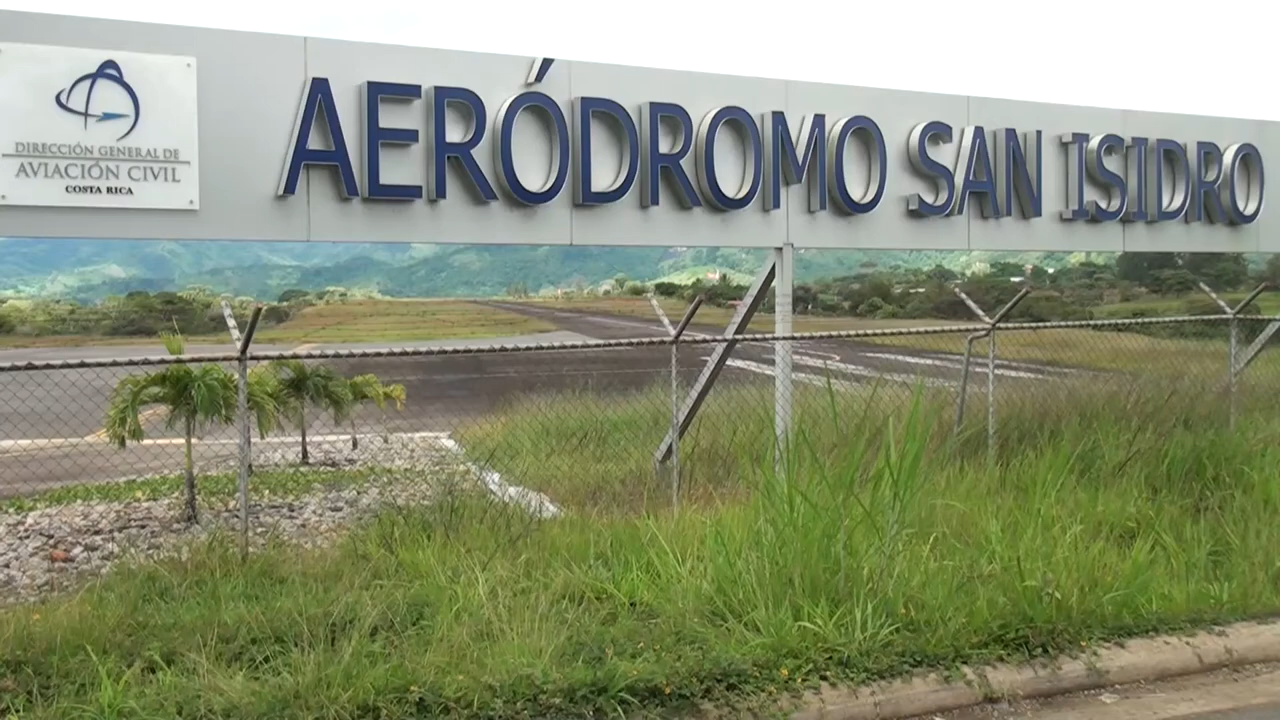 DIRECCIÓN GENERAL DE
AVIACIÓN CIVIL
COSTA RICA
AERÓDROMO SAN ISIDRO